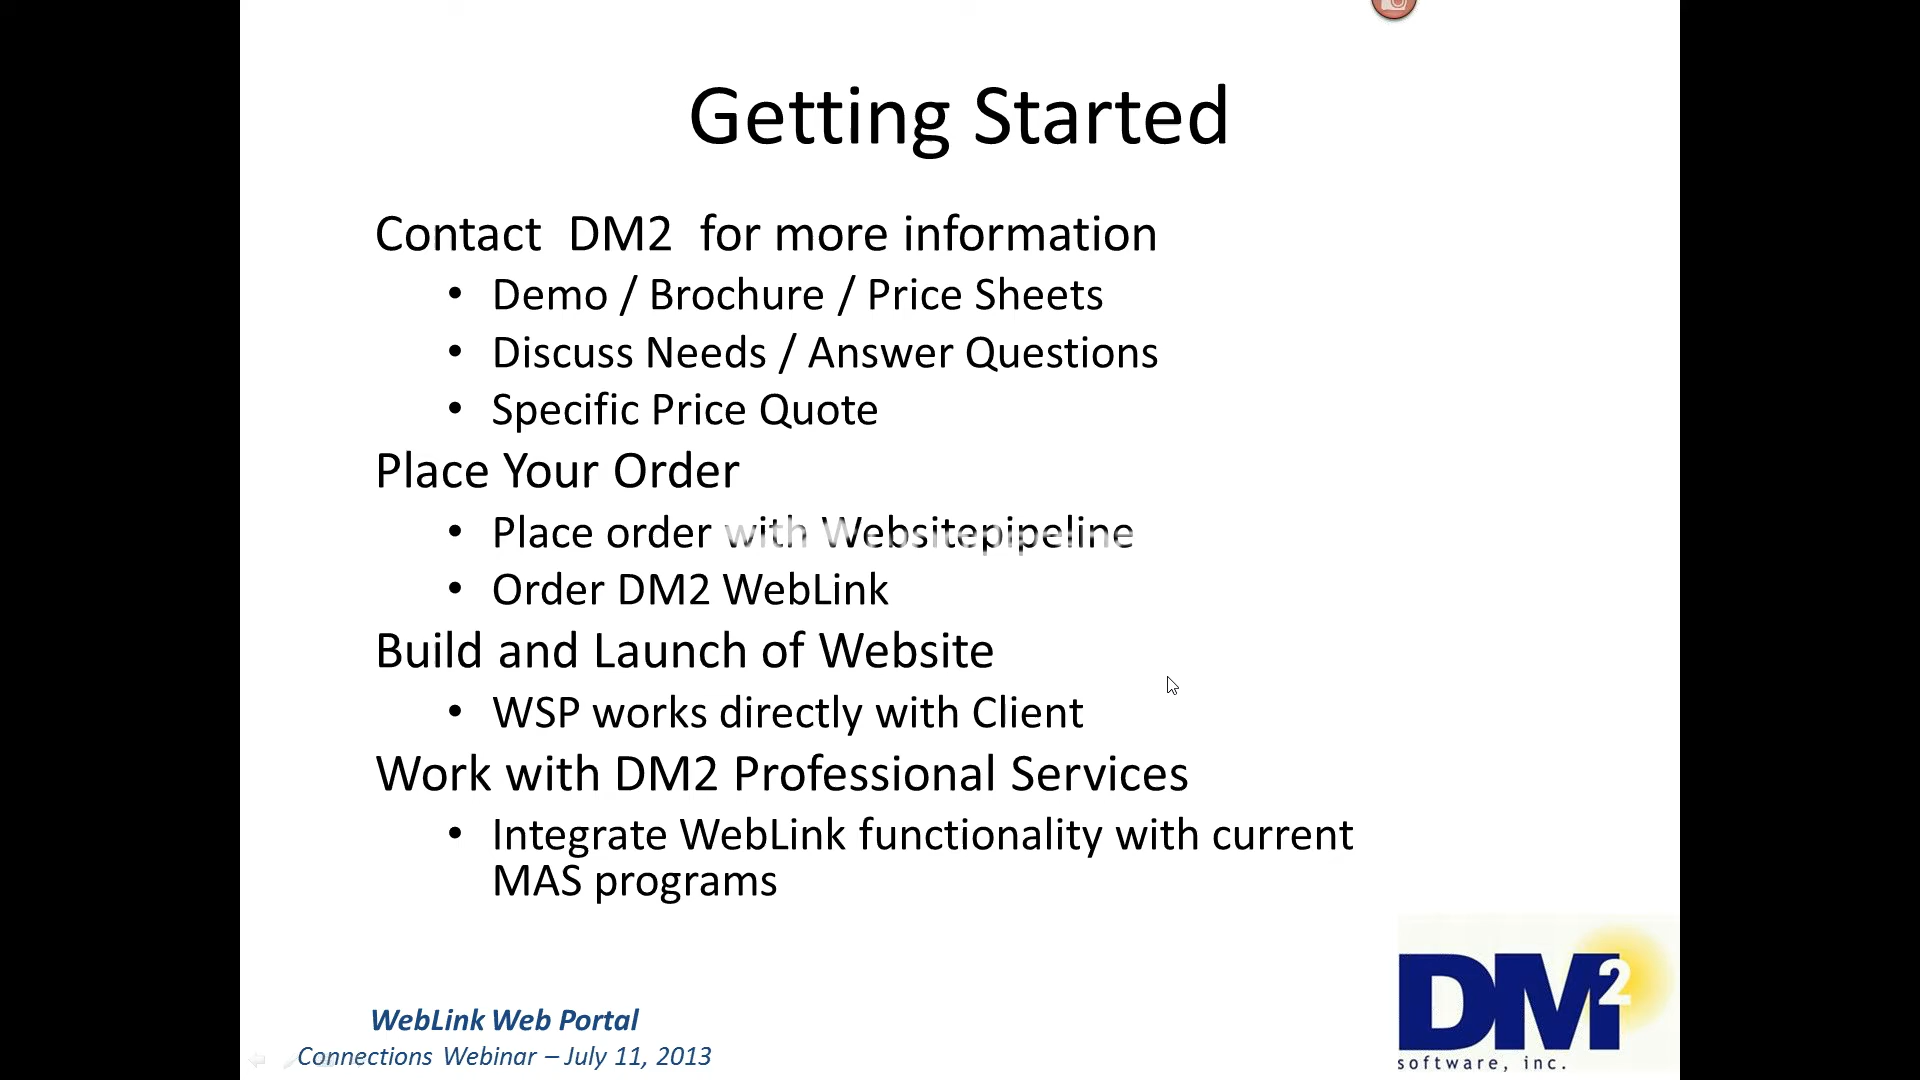 Getting Started
Contact DM2 for more information
• Demo / Brochure / Price Sheets
• Discuss Needs / Answer Questions
• Specific Price Quote
Place Your Order
• Place order with Websitepipeline
• Order DM2 WebLink
Build and Launch of Website
• WSP works directly with Client
Work with DM2 Professional Services
• Integrate WebLink functionality with current
MAS programs
WebLink Web Portal
Connections Webinar – July 11, 2013
DM2
software, inc.